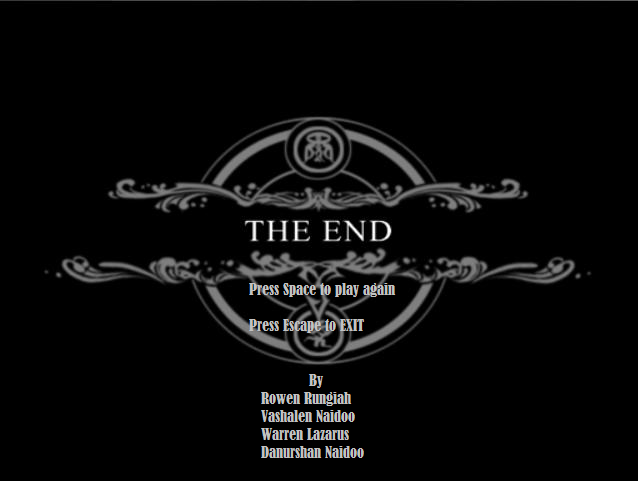 THE END
Press Space to play again
Press Escape to EXIT
By
Rowen Rungiah
Vashalen Naidoo
Warren Lazarus
Danurshan Naidoo